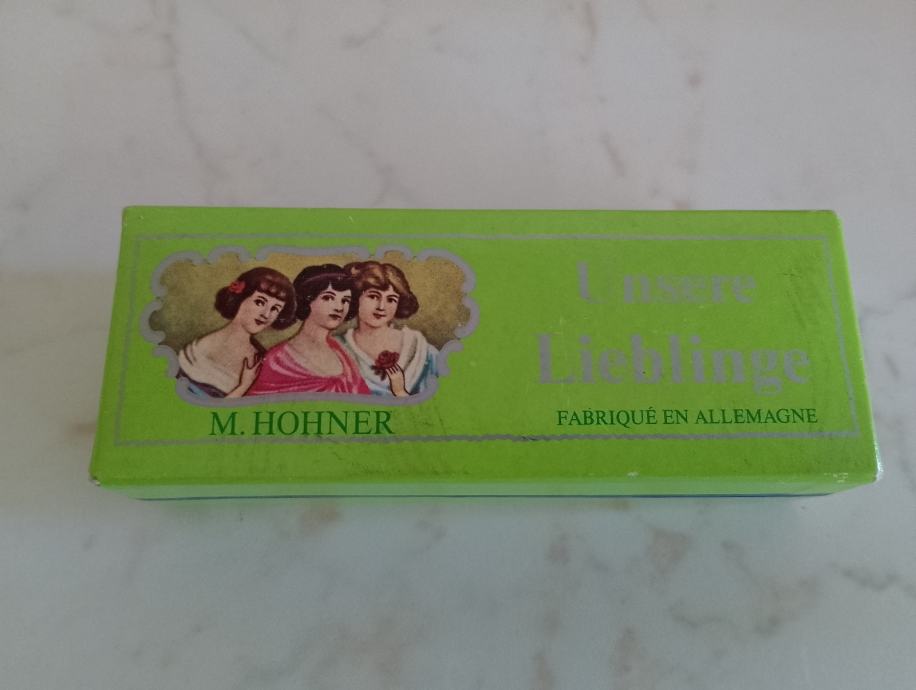 Unsere
Lieblinge
M. HOHNER
FABRIQUÉ EN ALLEMAGNE